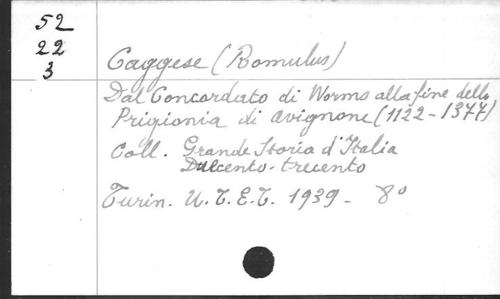 52
22
3
Caggese (Romulus)
Dal Concordato di Worms alla fine della
Prigionia di Avignone (1122-1377)
Coll. Grande Storia d'Italia
Duecento-trecento
Turin. U.T.E.T. 1939 - 8°